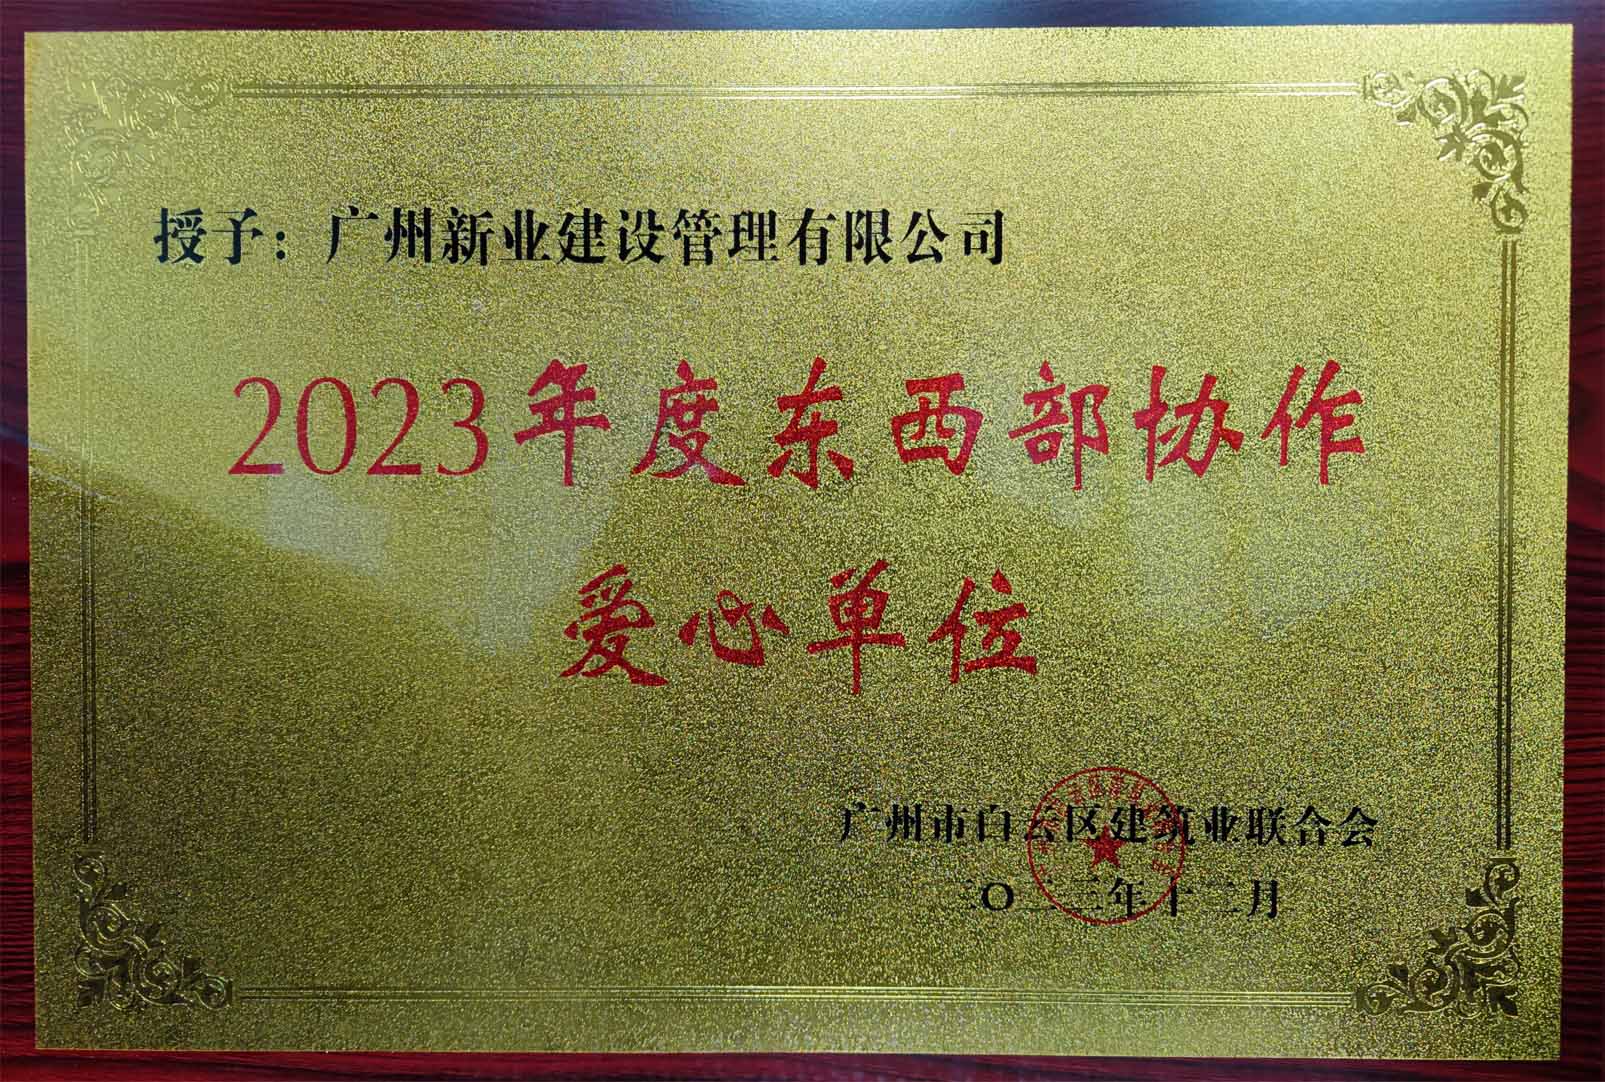 授予：广州新业建设管理有限公司
2023年度东西部协作
爱心单位
广州市白云区建筑业联合会
二〇二三年十二月